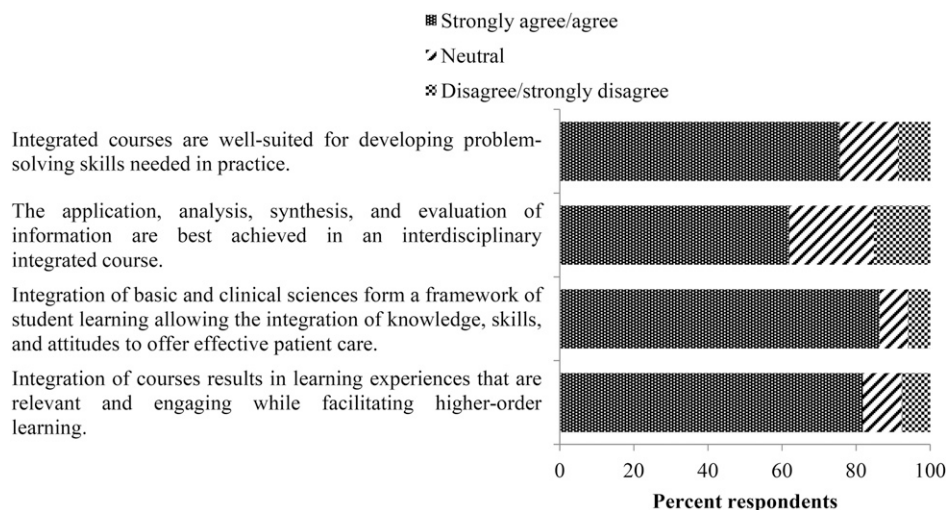 Strongly agree/agree
Neutral
Disagree/strongly disagree
Integrated courses are well-suited for developing problem-
solving skills needed in practice.
The application, analysis, synthesis, and evaluation of
information are best achieved in an interdisciplinary
integrated course.
Integration of basic and clinical sciences form a framework of
student learning allowing the integration of knowledge, skills,
and attitudes to offer effective patient care.
Integration of courses results in learning experiences that are
relevant and engaging while facilitating higher-order
learning.
0 20 40 60 80 100
Percent respondents